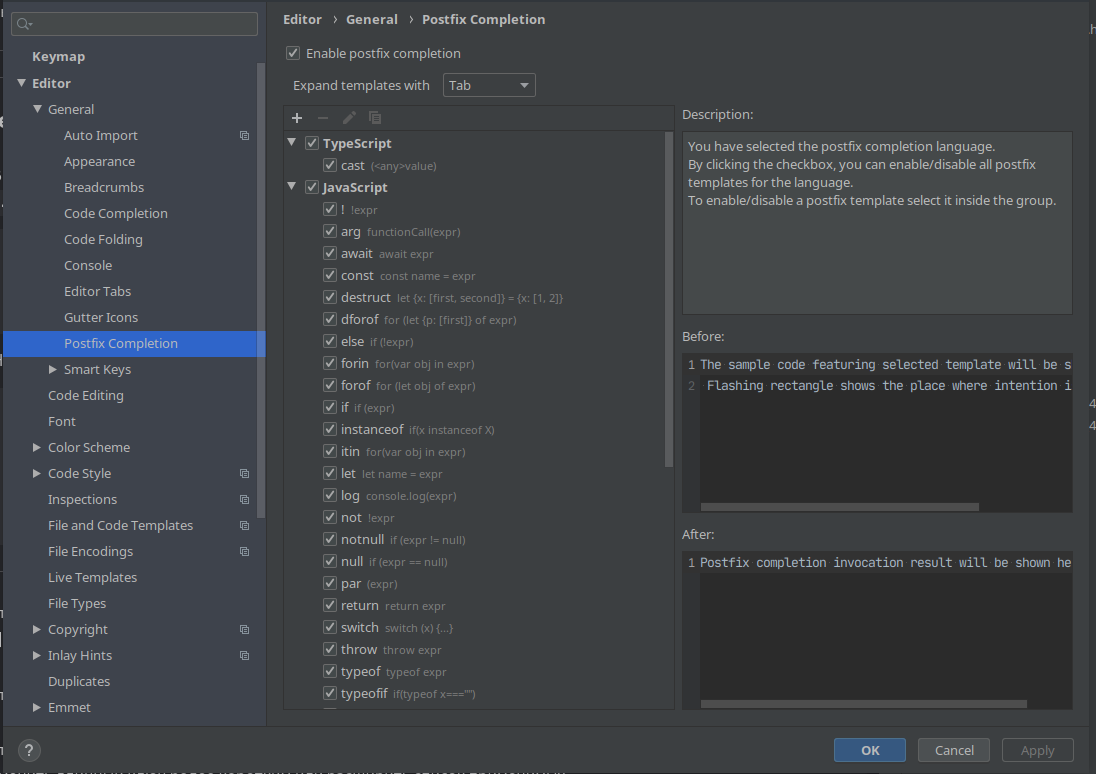 Editor › General › Postfix Completion
Keymap
Editor
General
Auto Import
Appearance
Breadcrumbs
Code Completion
Code Folding
Console
Editor Tabs
Gutter Icons
Postfix Completion
Smart Keys
Code Editing
Font
Color Scheme
Code Style
Inspections
File and Code Templates
File Encodings
Live Templates
File Types
Copyright
Inlay Hints
Duplicates
Emmet
Enable postfix completion
Expand templates with Tab
TypeScript
cast (<any>value)
JavaScript
! !expr
arg functionCall(expr)
await await expr
const const name = expr
destruct let {x: [first, second]} = {x: [1, 2]}
dforof for (let {p: [first]} of expr)
else if (!expr)
forin for(var obj in expr)
forof for (let obj of expr)
if if (expr)
instanceof if(x instanceof X)
itin for(var obj in expr)
let let name = expr
log console.log(expr)
not !expr
notnull if (expr != null)
null if (expr == null)
par (expr)
return return expr
switch switch (x) {...}
throw throw expr
typeof typeof expr
typeofif if(typeof x==="")
Description:
You have selected the postfix completion language.
By clicking the checkbox, you can enable/disable all postfix
templates for the language.
To enable/disable a postfix template select it inside the group.
Before:
1 The sample code featuring selected template will be s
2 Flashing rectangle shows the place where intention i
After:
1 Postfix completion invocation result will be shown he
?
OK
Cancel
Apply